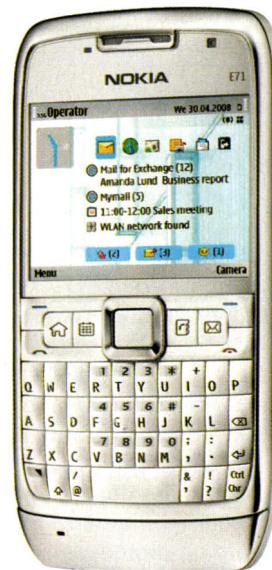 NOKIA E71
Operator We 30.04.2008
Mail for Exchange (12)
Amanda Lund Business report
Mymail (5)
11:00-12:00 Sales meeting
WLAN network found
(2) (3) (1)
Menu Camera
1 2 3 * +
Q W E R T Y U I O P
4 5 6 # -
A S D F G H J K L
7 8 9 0 ; :
Z X C V B N M , .
@ / & ! Ctrl
' ? Chr